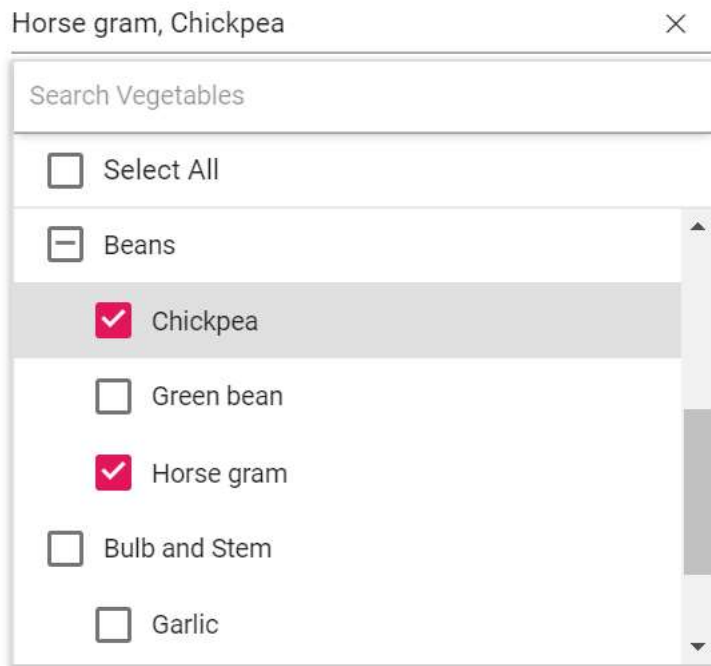 Horse gram, Chickpea
Search Vegetables
Select All
Beans
Chickpea
Green bean
Horse gram
Bulb and Stem
Garlic